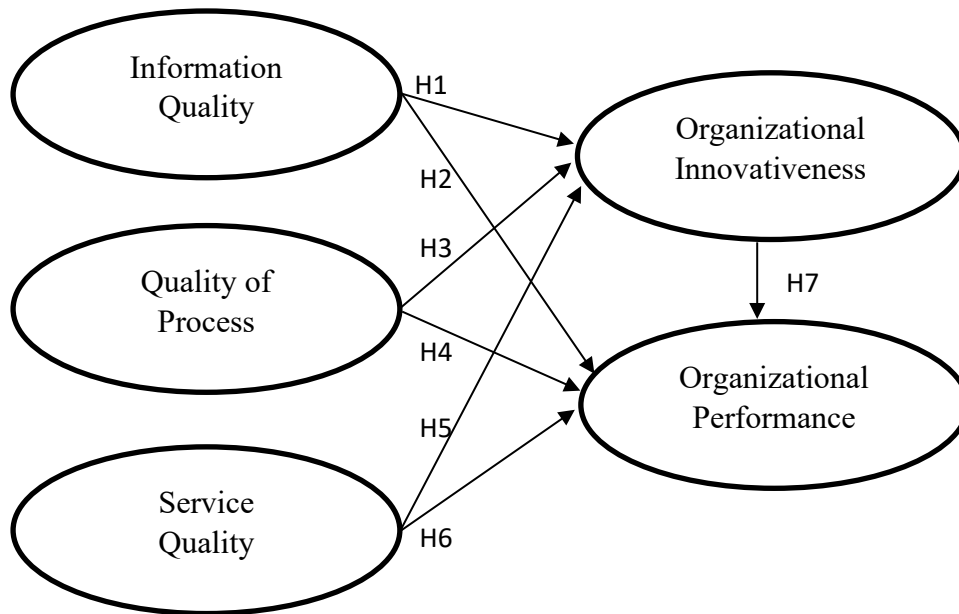 Information
Quality
H1
Organizational
Innovativeness
H2
H3
Quality of
Process
H7
H4
Organizational
Performance
H5
Service
Quality
H6